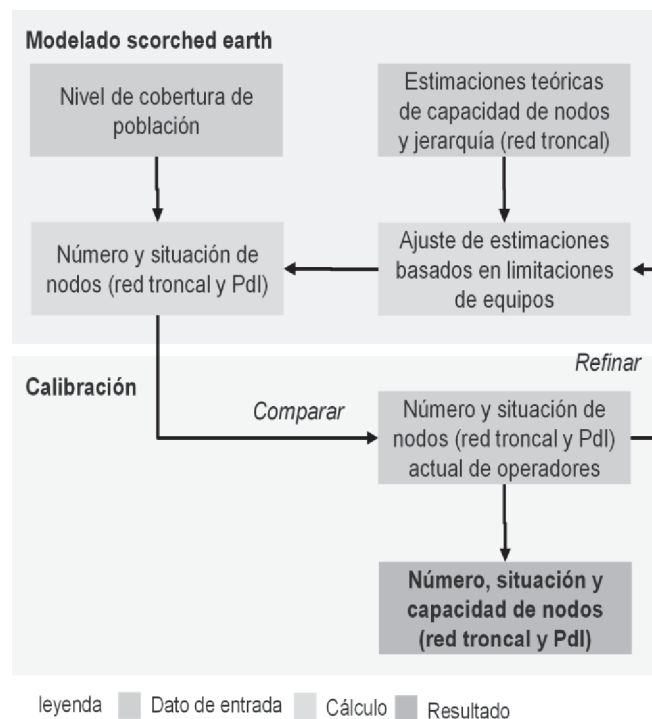 Modelado scorched earth
Nivel de cobertura de
población
Estimaciones teóricas
de capacidad de nodos
y jerarquía (red troncal)
Número y situación de
nodos (red troncal y PdI)
Ajuste de estimaciones
basados en limitaciones
de equipos
Refinar
Calibración
Comparar
Número y situación de
nodos (red troncal y PdI)
actual de operadores
Número, situación y
capacidad de nodos
(red troncal y PdI)
leyenda Dato de entrada Cálculo Resultado